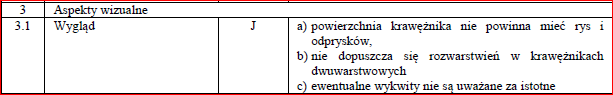 3 Aspekty wizualne
3.1 Wygląd J a) powierzchnia krawężnika nie powinna mieć rys i
odprysków,
b) nie dopuszcza się rozwarstwień w krawężnikach
dwuwarstwowych
c) ewentualne wykwity nie są uważane za istotne